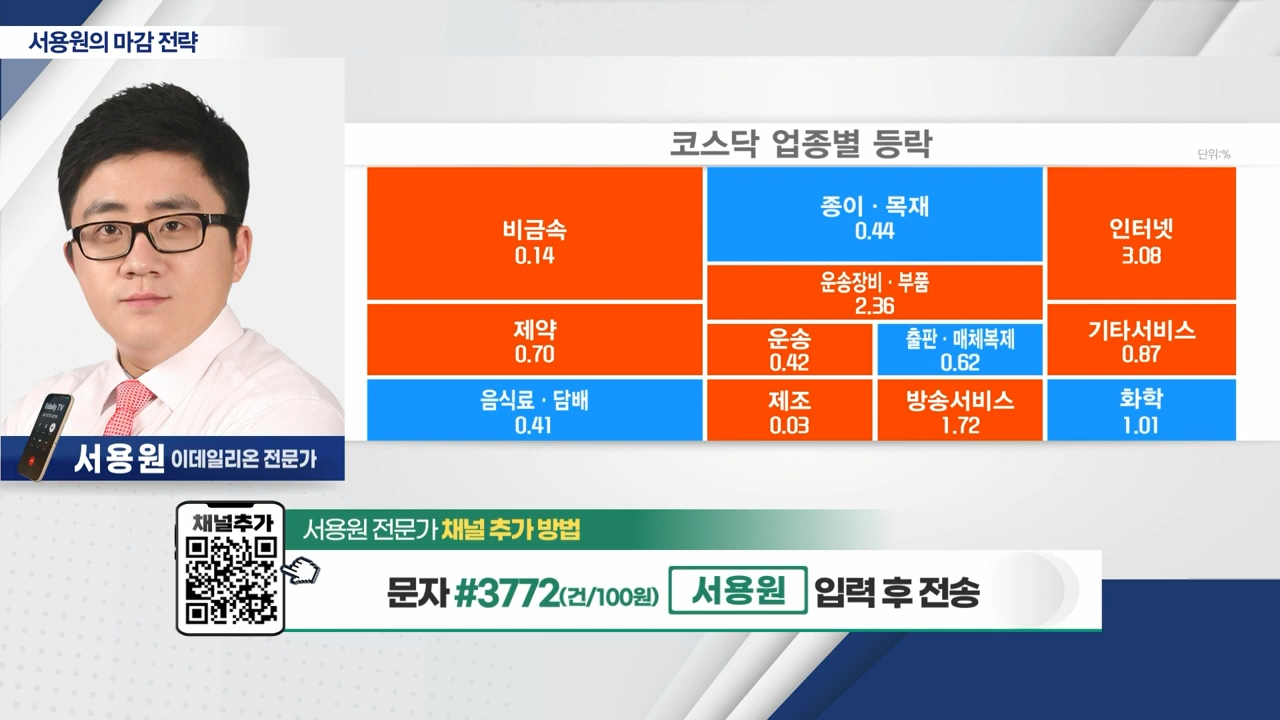 서용원의 마감 전략
코스닥 업종별 등락
단위:%
비금속
0.14
종이 · 목재
0.44
인터넷
3.08
운송장비 · 부품
2.36
제약
0.70
운송
0.42
출판 · 매체복제
0.62
기타서비스
0.87
음식료 · 담배
0.41
제조
0.03
방송서비스
1.72
화학
1.01
Edaily TV
서용원 이데일리온 전문가
채널추가
서용원 전문가 채널 추가 방법
문자 #3772(건/100원) 서용원 입력 후 전송